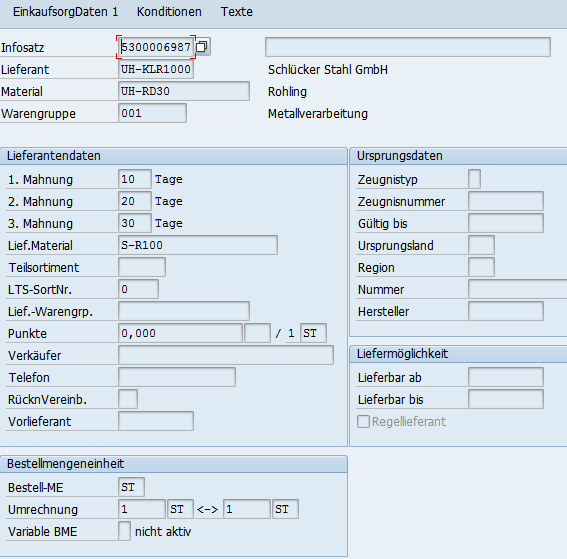 EinkaufsorgDaten 1 Konditionen Texte
Infosatz 5300006987
Lieferant UH-KLR1000 Schlücker Stahl GmbH
Material UH-RD30 Rohling
Warengruppe 001 Metallverarbeitung
Lieferantendaten
1. Mahnung 10 Tage
2. Mahnung 20 Tage
3. Mahnung 30 Tage
Lief.Material S-R100
Teilsortiment
LTS-SortNr. 0
Lief.-Warengrp.
Punkte 0,000 / 1 ST
Verkäufer
Telefon
RücknVereinb.
Vorlieferant
Ursprungsdaten
Zeugnistyp
Zeugnisnummer
Gültig bis
Ursprungsland
Region
Nummer
Hersteller
Liefermöglichkeit
Lieferbar ab
Lieferbar bis
Regellieferant
Bestellmengeneinheit
Bestell-ME ST
Umrechnung 1 ST <-> 1 ST
Variable BME nicht aktiv